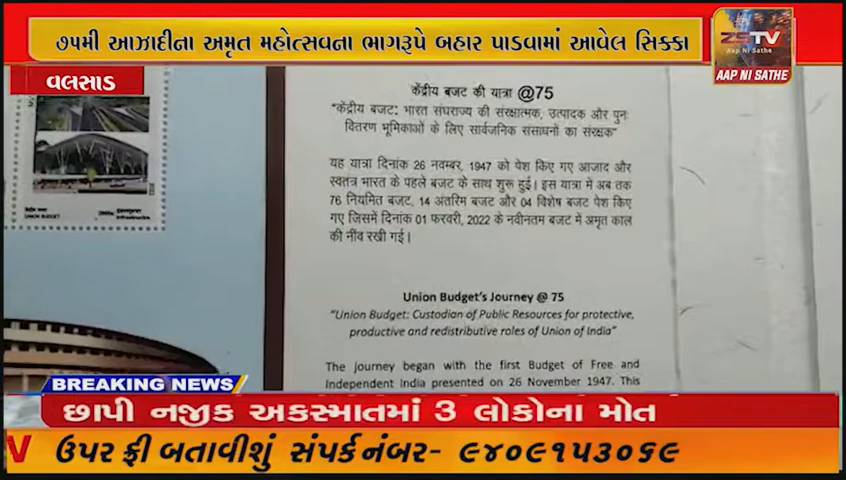 ૭૫મી આઝાદીના અમૃત મહોત્સવના ભાગરૂપે બહાર પાડવામાં આવેલ સિક્કા
25TV
Aap Ni Sathe
AAP NI SATHE
વલસાડ
केंद्रीय बजट की यात्रा @75
"केंद्रीय बजट: भारत संघराज्य की संरक्षात्मक, उत्पादक और पुनः
वितरण भूमिकाओं के लिए सार्वजनिक संसाधनों का संरक्षक"
यह यात्रा दिनांक 26 नवम्बर, 1947 को पेश किए गए आजाद और
स्वतंत्र भारत के पहले बजट के साथ शुरू हुई। इस यात्रा में अब तक
76 नियमित बजट, 14 अंतरिम बजट और 04 विशेष बजट पेश किए
गए जिसमें दिनांक 01 फरवरी, 2022 के नवीनतम बजट में अमृत काल
की नींव रखी गई।
UNION BUDGET
Union Budget's Journey @ 75
"Union Budget: Custodian of Public Resources for protective,
productive and redistributive roles of Union of India"
The journey began with the first Budget of Free and
Independent India presented on 26 November 1947. This
BREAKING NEWS
છાપી નજીક અકસ્માતમાં 3 લોકોના મોત
V ઉપર ફ્રી બતાવીશું સંપર્ક નંબર- ૯૪૦૯૧૫૩૦૬૯